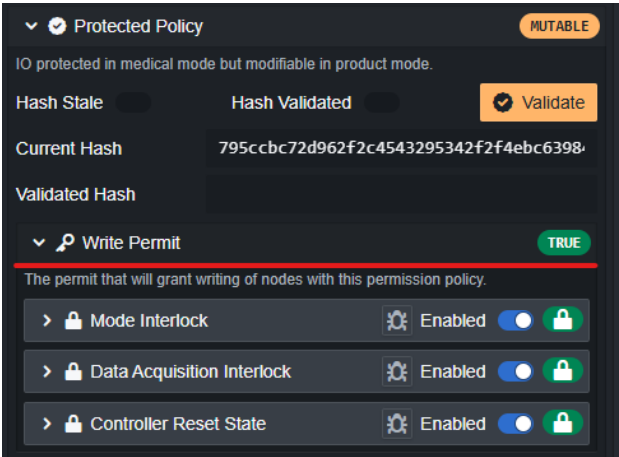 Protected Policy MUTABLE
IO protected in medical mode but modifiable in product mode.
Hash Stale Hash Validated Validate
Current Hash 795ccbc72d962f2c4543295342f2f4ebc6398
Validated Hash
Write Permit TRUE
The permit that will grant writing of nodes with this permission policy.
Mode Interlock Enabled
Data Acquisition Interlock Enabled
Controller Reset State Enabled